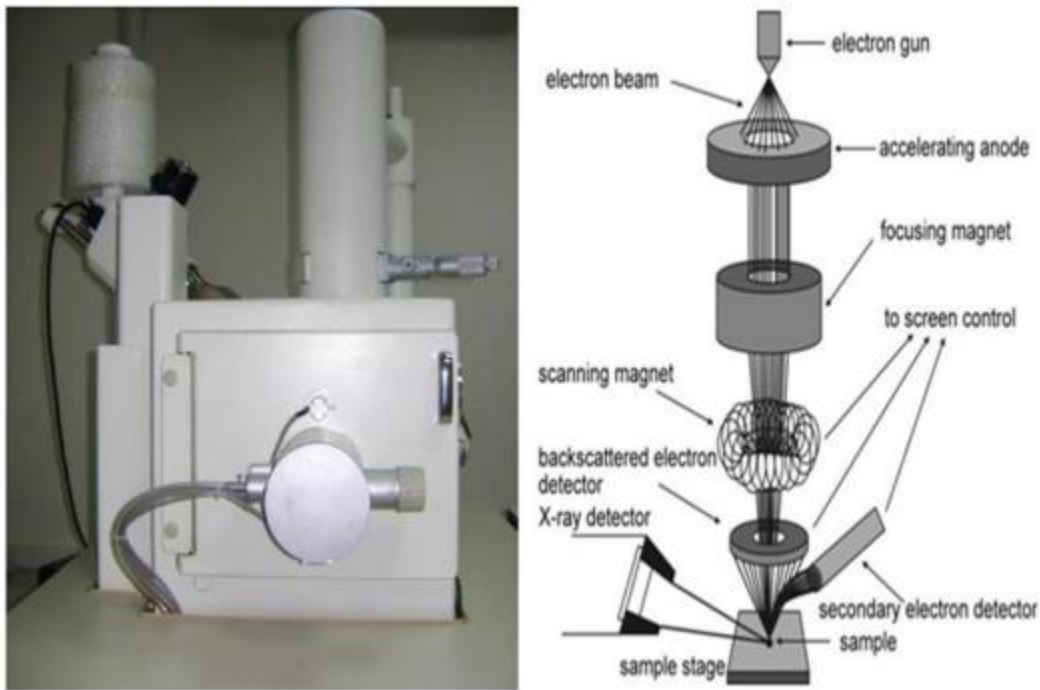 electron gun
electron beam
accelerating anode
focusing magnet
to screen control
scanning magnet
backscattered electron
detector
X-ray detector
secondary electron detector
sample
sample stage